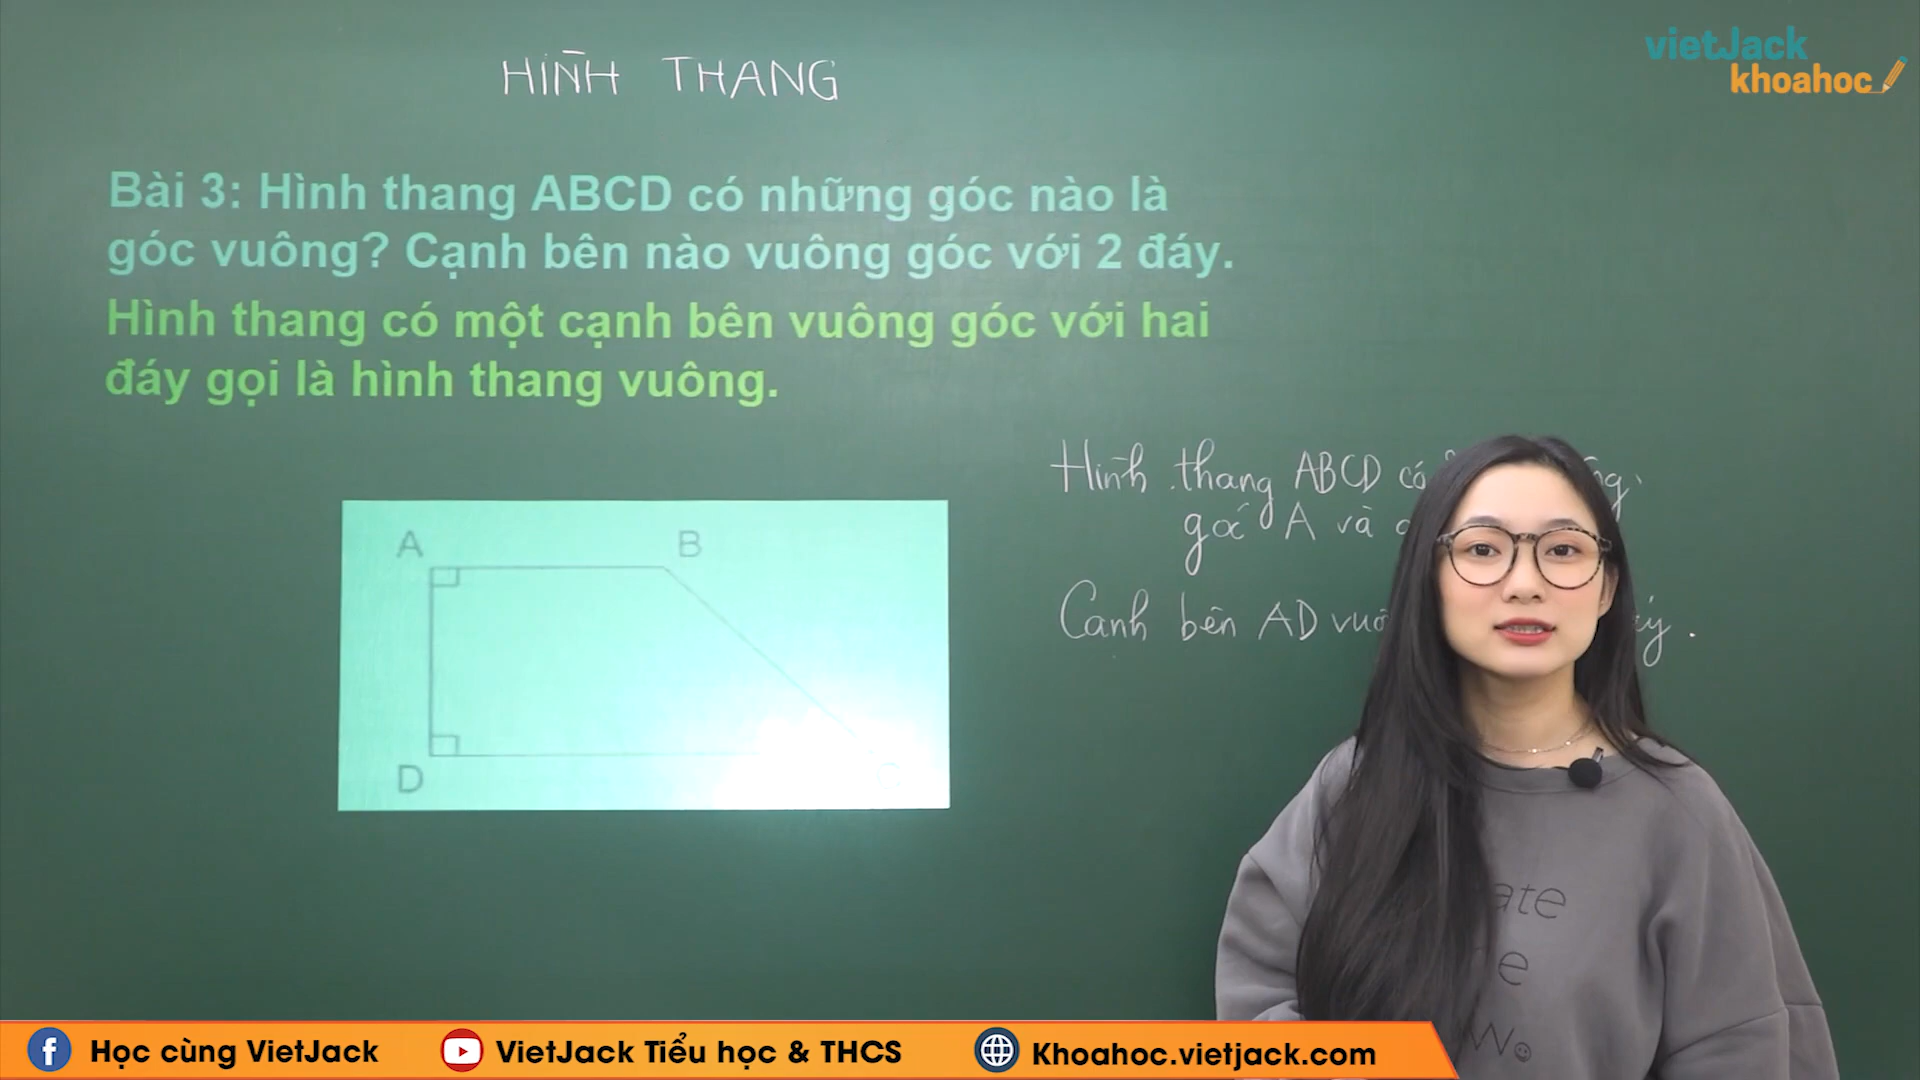 vietJack
khoahoc
HÌNH THANG
Bài 3: Hình thang ABCD có những góc nào là
góc vuông? Cạnh bên nào vuông góc với 2 đáy.
Hình thang có một cạnh bên vuông góc với hai
đáy gọi là hình thang vuông.
Hình thang ABCD có
góc A và
Cạnh bên AD
A B
D C
Học cùng VietJack
VietJack Tiểu học & THCS
Khoahoc.vietjack.com